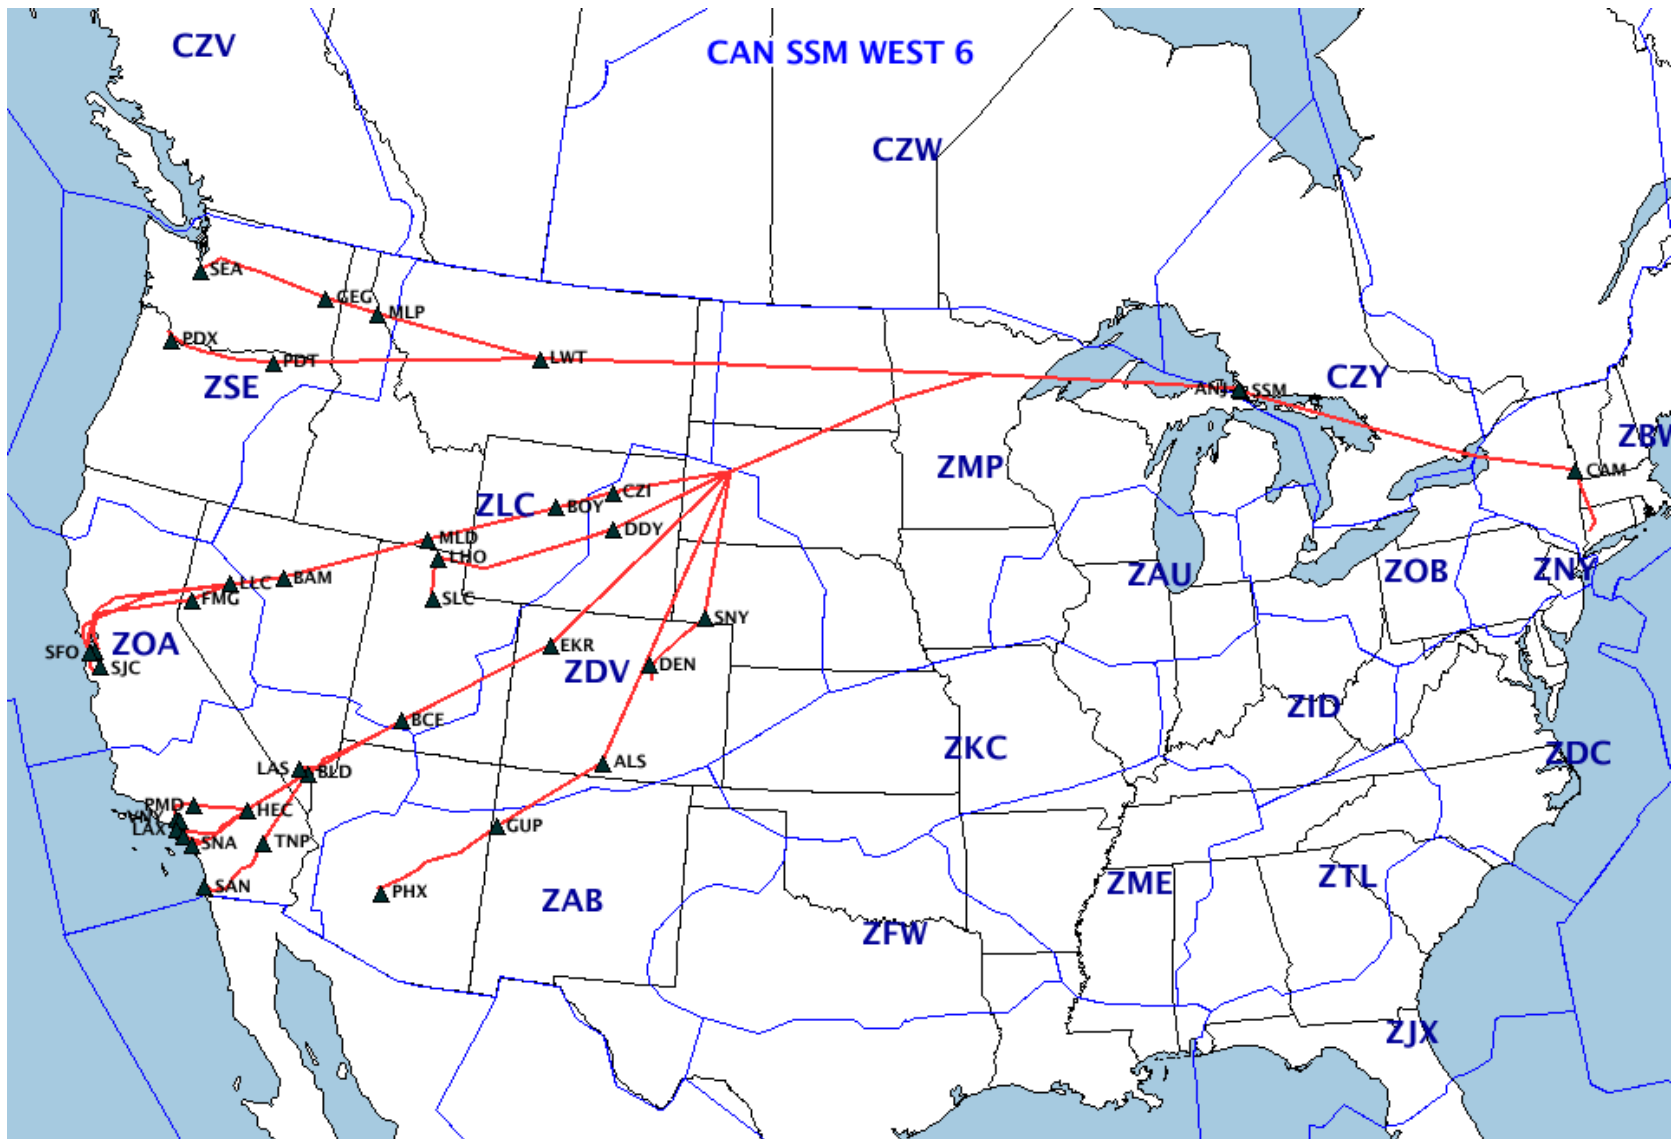 CZV
CAN SSM WEST 6
CZW
SEA
GEG
MLP
PDX
PDT
LWT
ZSE
ANJ
SSM
CZY
ZBW
ZMP
CAM
ZLC
CZI
BOY
DDY
MLD
LHO
LLC
BAM
FMG
SLC
ZAU
ZOB
ZNY
SFO
ZOA
SJC
SNY
EKR
ZDV
DEN
BCE
ZID
ZKC
ZDC
LAS
BLD
ALS
PMD
HEC
VNY
LAX
SNA
TNP
GUP
SAN
PHX
ZAB
ZFW
ZME
ZTL
ZJX